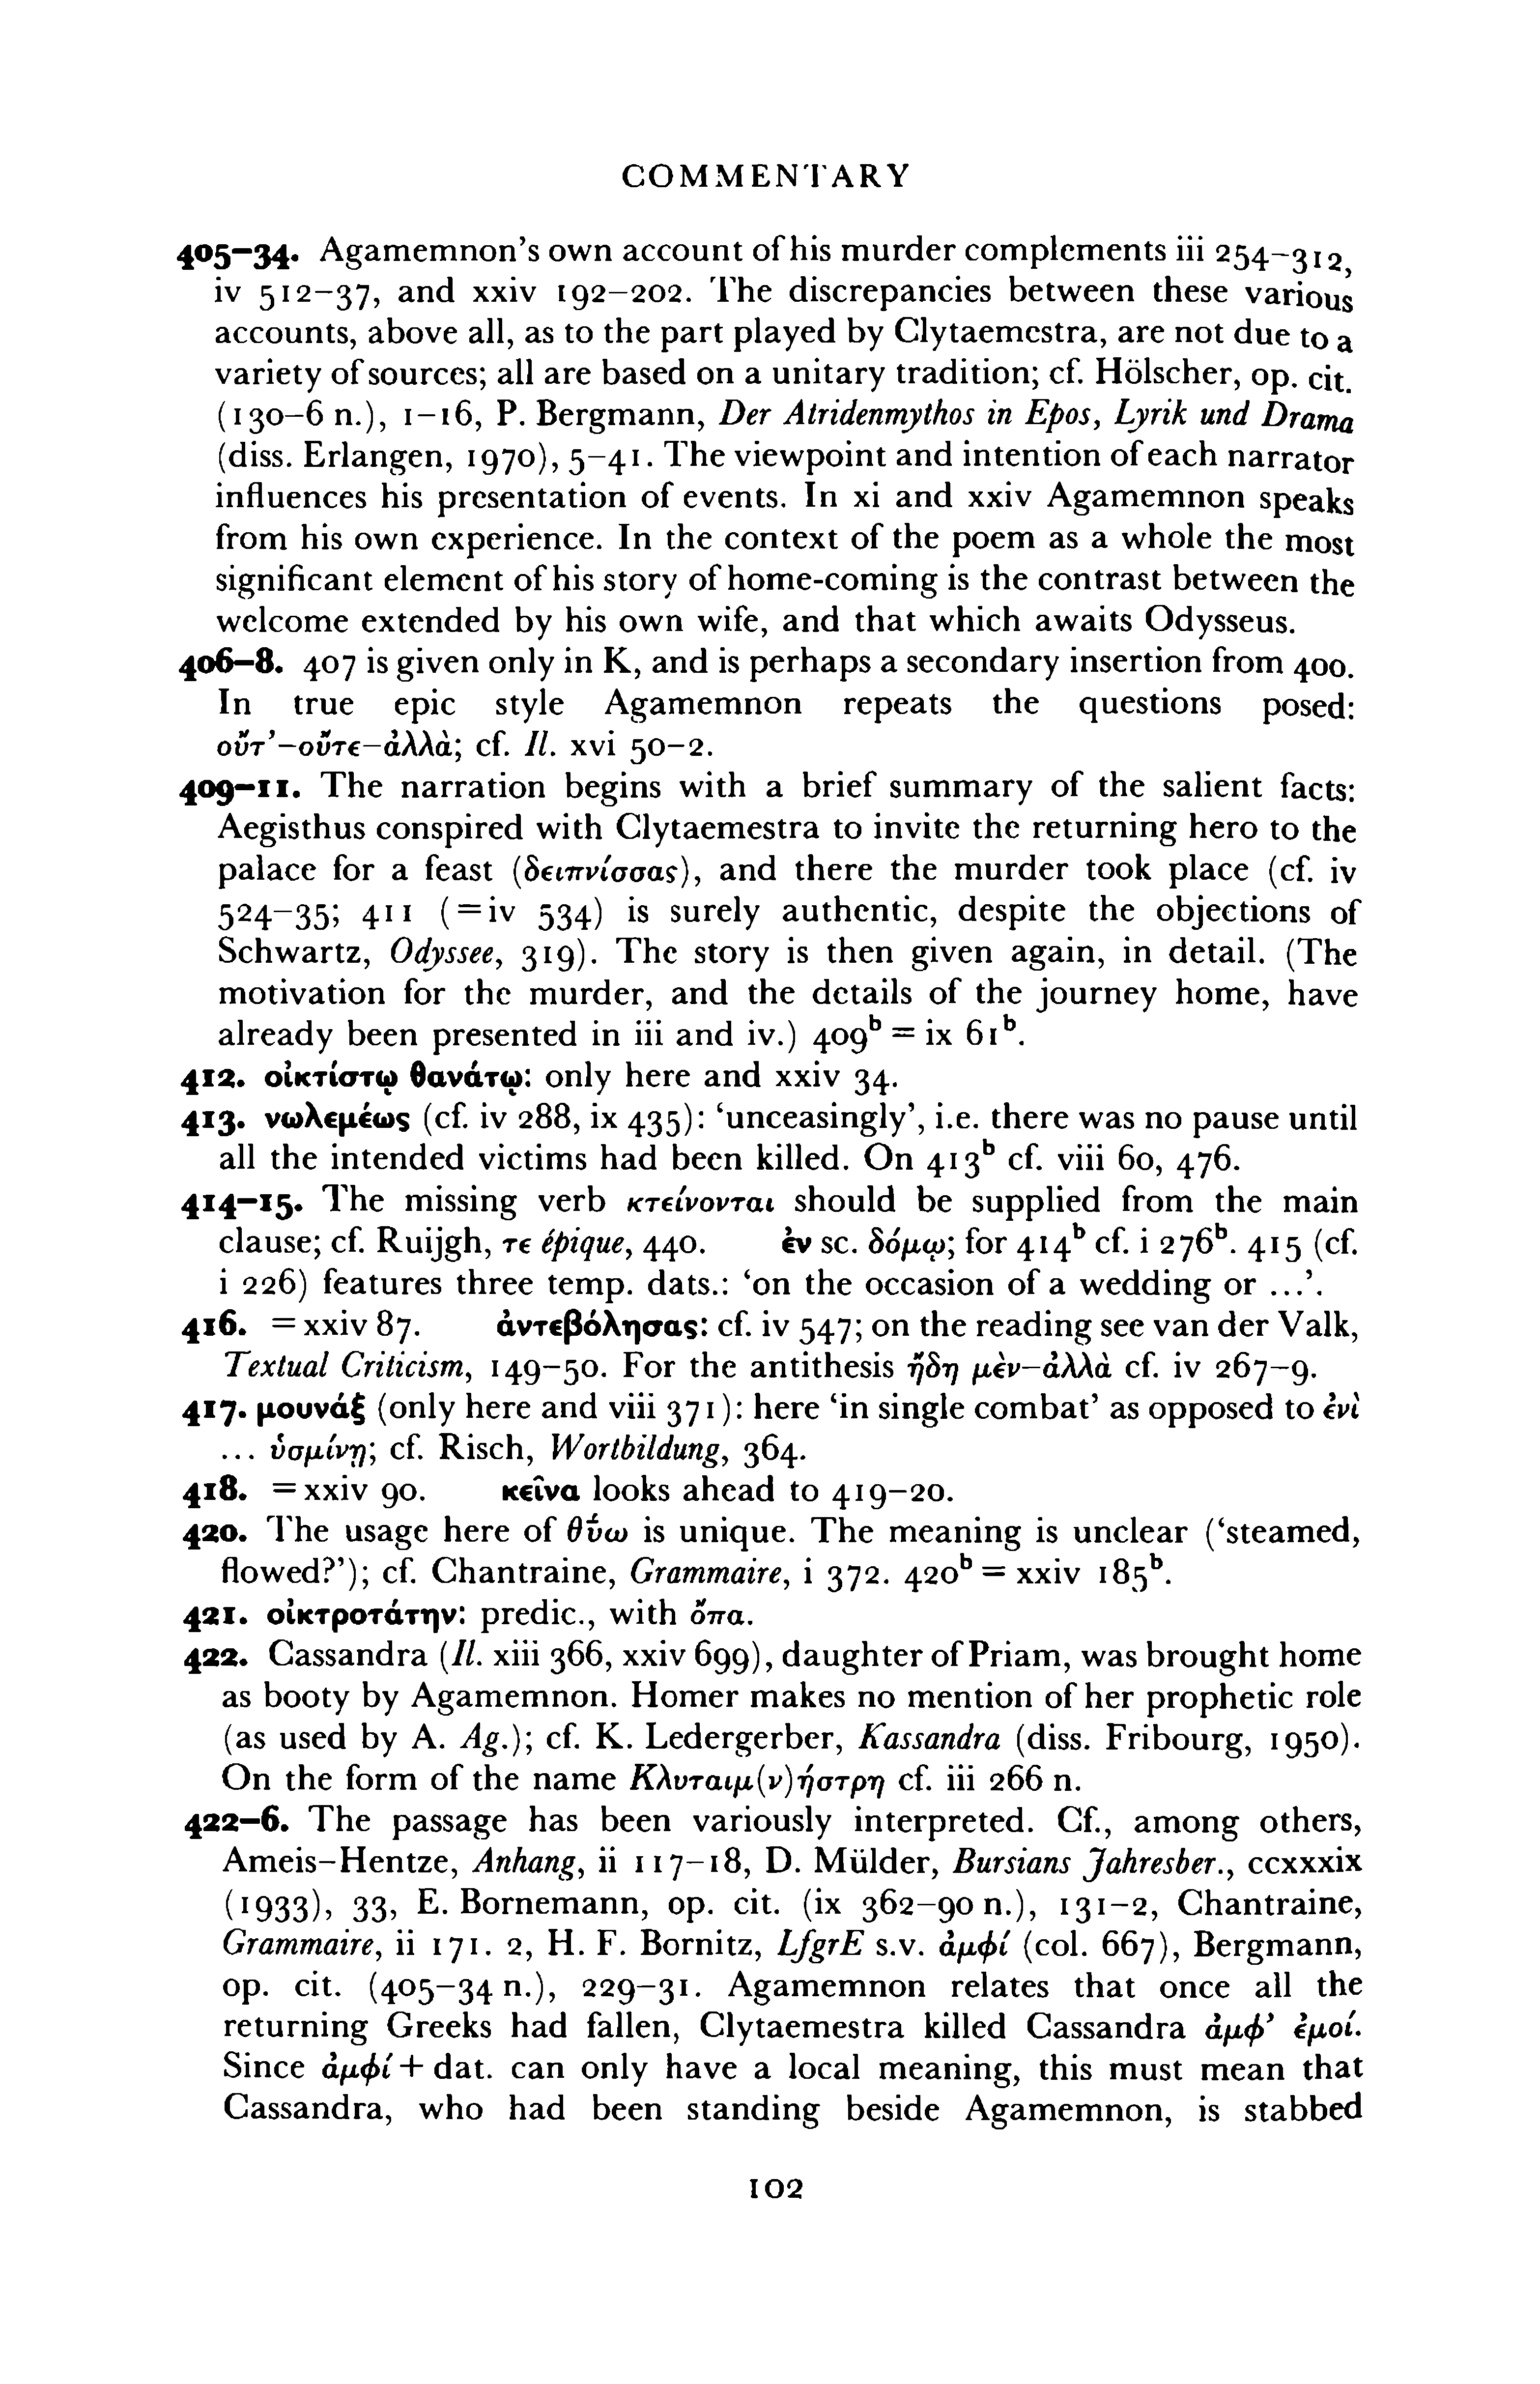 COMMENTARY
405–34. Agamemnon's own account of his murder complements iii 254–312,
iv 512–37, and xxiv 192–202. The discrepancies between these various
accounts, above all, as to the part played by Clytaemestra, are not due to a
variety of sources; all are based on a unitary tradition; cf. Hölscher, op. cit.
(130–6 n.), 1–16, P. Bergmann, Der Atridenmythos in Epos, Lyrik und Drama
(diss. Erlangen, 1970), 5–41. The viewpoint and intention of each narrator
influences his presentation of events. In xi and xxiv Agamemnon speaks
from his own experience. In the context of the poem as a whole the most
significant element of his story of home-coming is the contrast between the
welcome extended by his own wife, and that which awaits Odysseus.
406–8. 407 is given only in K, and is perhaps a secondary insertion from 400.
In true epic style Agamemnon repeats the questions posed:
οὔτ'–οὔτε–ἀλλά; cf. Il. xvi 50–2.
409–11. The narration begins with a brief summary of the salient facts:
Aegisthus conspired with Clytaemestra to invite the returning hero to the
palace for a feast (δειπνίσσας), and there the murder took place (cf. iv
524–35; 411 (=iv 534) is surely authentic, despite the objections of
Schwartz, Odyssee, 319). The story is then given again, in detail. (The
motivation for the murder, and the details of the journey home, have
already been presented in iii and iv.) 409ᵇ = ix 61ᵇ.
412. οἰκτίστῳ θανάτῳ: only here and xxiv 34.
413. νωλεμέως (cf. iv 288, ix 435): 'unceasingly', i.e. there was no pause until
all the intended victims had been killed. On 413ᵇ cf. viii 60, 476.
414–15. The missing verb κτείνονται should be supplied from the main
clause; cf. Ruijgh, τε épique, 440. ἐν sc. δόμῳ; for 414ᵇ cf. i 276ᵇ. 415 (cf.
i 226) features three temp. dats.: 'on the occasion of a wedding or ...'.
416. =xxiv 87. ἀντεβόλησας: cf. iv 547; on the reading see van der Valk,
Textual Criticism, 149–50. For the antithesis ἤδη μέν–ἀλλά cf. iv 267–9.
417. μουνάξ (only here and viii 371): here 'in single combat' as opposed to ἐνί
... ὑσμίνῃ; cf. Risch, Wortbildung, 364.
418. =xxiv 90. κεῖνα looks ahead to 419–20.
420. The usage here of θύω is unique. The meaning is unclear ('steamed,
flowed?'); cf. Chantraine, Grammaire, i 372. 420ᵇ = xxiv 185ᵇ.
421. οἰκτροτάτην: predic., with ὄπα.
422. Cassandra (Il. xiii 366, xxiv 699), daughter of Priam, was brought home
as booty by Agamemnon. Homer makes no mention of her prophetic role
(as used by A. Ag.); cf. K. Ledergerber, Kassandra (diss. Fribourg, 1950).
On the form of the name Κλυταιμ(ν)ήστρη cf. iii 266 n.
422–6. The passage has been variously interpreted. Cf., among others,
Ameis–Hentze, Anhang, ii 117–18, D. Mülder, Bursians Jahresber., ccxxxix
(1933), 33, E. Bornemann, op. cit. (ix 362–90 n.), 131–2, Chantraine,
Grammaire, ii 171. 2, H. F. Bornitz, LfgrE s.v. ἀμφί (col. 667), Bergmann,
op. cit. (405–34 n.), 229–31. Agamemnon relates that once all the
returning Greeks had fallen, Clytaemestra killed Cassandra ἀμφ' ἐμοί.
Since ἀμφί + dat. can only have a local meaning, this must mean that
Cassandra, who had been standing beside Agamemnon, is stabbed
102